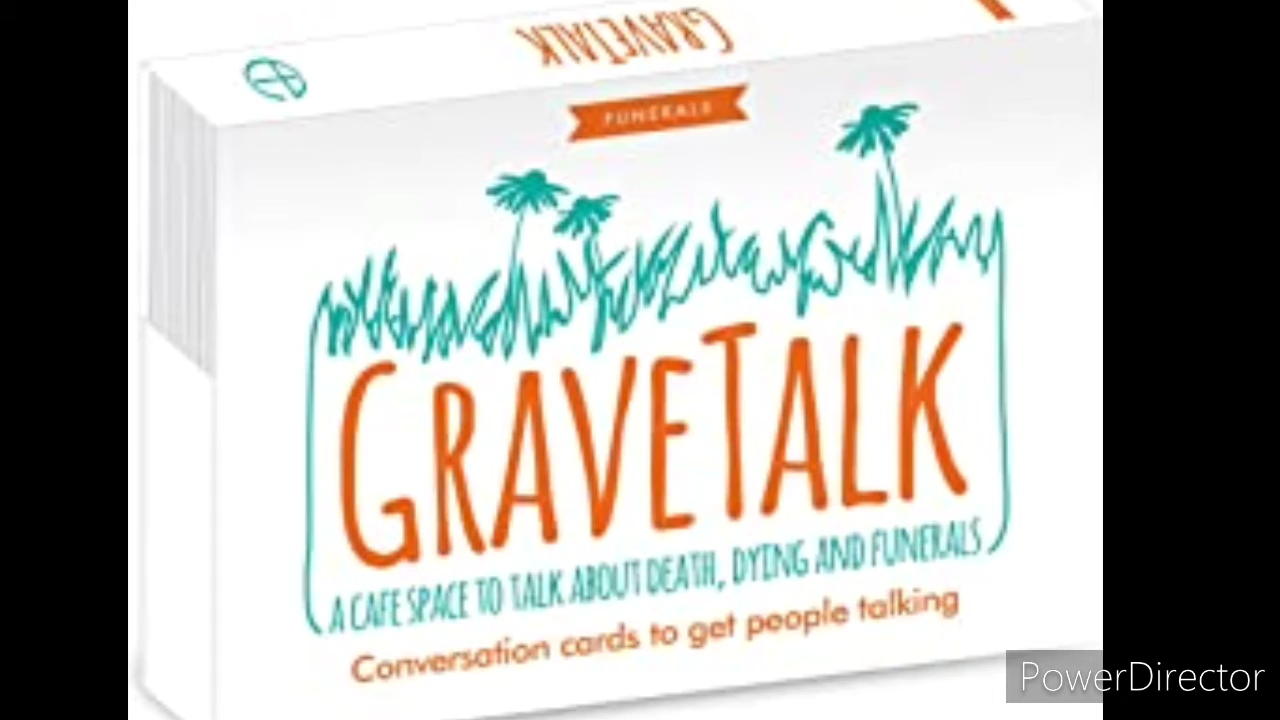 GRAVETALK
FUNERALS
GRAVETALK
A CAFE SPACE TO TALK ABOUT DEATH, DYING AND FUNERALS
Conversation cards to get people talking
PowerDirector